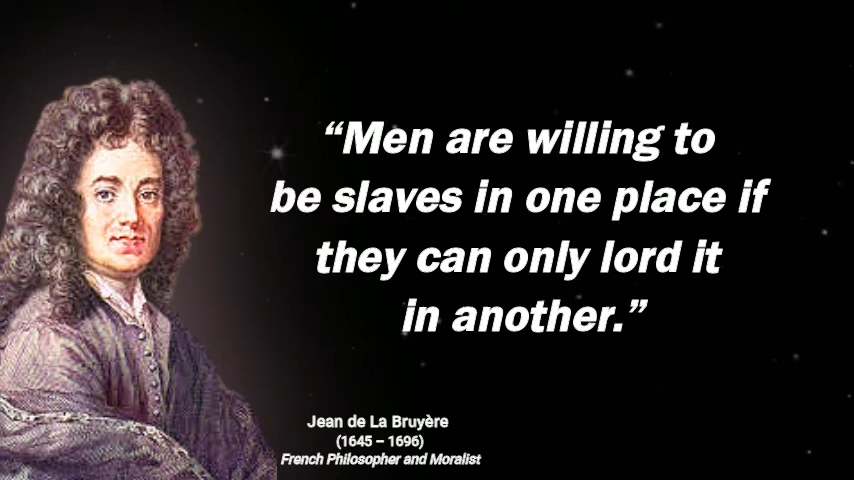 “Men are willing to
be slaves in one place if
they can only lord it
in another.”
Jean de La Bruyère
(1645 – 1696)
French Philosopher and Moralist